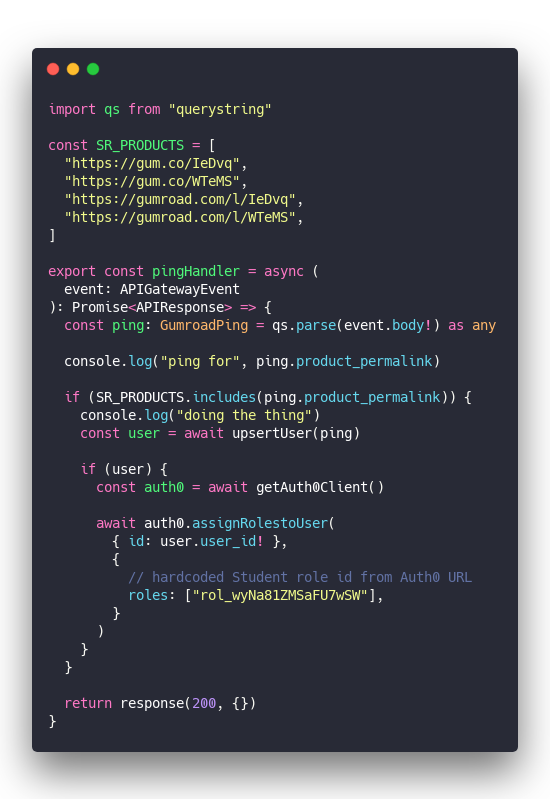 import qs from "querystring"

const SR_PRODUCTS = [
  "https://gum.co/IeDvq",
  "https://gum.co/WTeMS",
  "https://gumroad.com/l/IeDvq",
  "https://gumroad.com/l/WTeMS",
]

export const pingHandler = async (
  event: APIGatewayEvent
): Promise<APIResponse> => {
  const ping: GumroadPing = qs.parse(event.body!) as any

  console.log("ping for", ping.product_permalink)

  if (SR_PRODUCTS.includes(ping.product_permalink)) {
    console.log("doing the thing")
    const user = await upsertUser(ping)

    if (user) {
      const auth0 = await getAuth0Client()

      await auth0.assignRolestoUser(
        { id: user.user_id! },
        {
          // hardcoded Student role id from Auth0 URL
          roles: ["rol_wyNa81ZMSaFU7wSW"],
        }
      )
    }
  }

  return response(200, {})
}